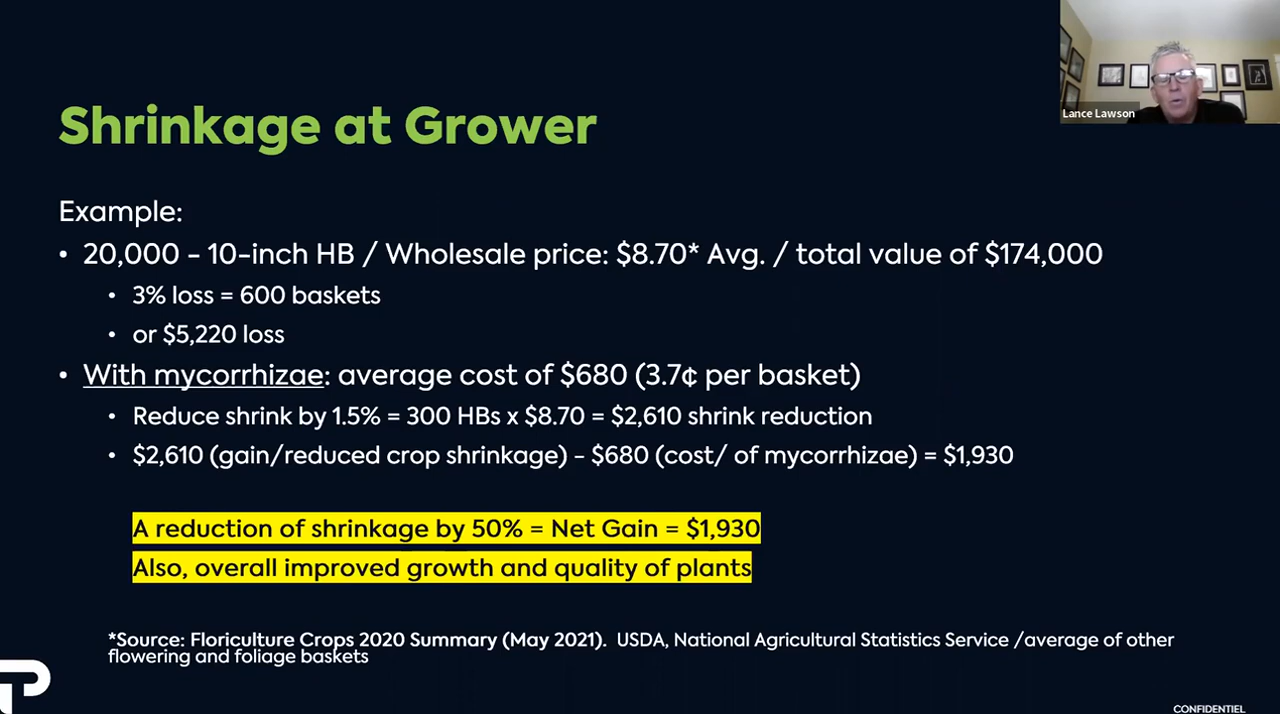 Lance Lawson
Shrinkage at Grower
Example:
• 20,000 - 10-inch HB / Wholesale price: $8.70* Avg. / total value of $174,000
• 3% loss = 600 baskets
• or $5,220 loss
• With mycorrhizae: average cost of $680 (3.7¢ per basket)
• Reduce shrink by 1.5% = 300 HBs x $8.70 = $2,610 shrink reduction
• $2,610 (gain/reduced crop shrinkage) - $680 (cost/ of mycorrhizae) = $1,930
A reduction of shrinkage by 50% = Net Gain = $1,930
Also, overall improved growth and quality of plants
*Source: Floriculture Crops 2020 Summary (May 2021). USDA, National Agricultural Statistics Service /average of other
flowering and foliage baskets
CONFIDENTIEL